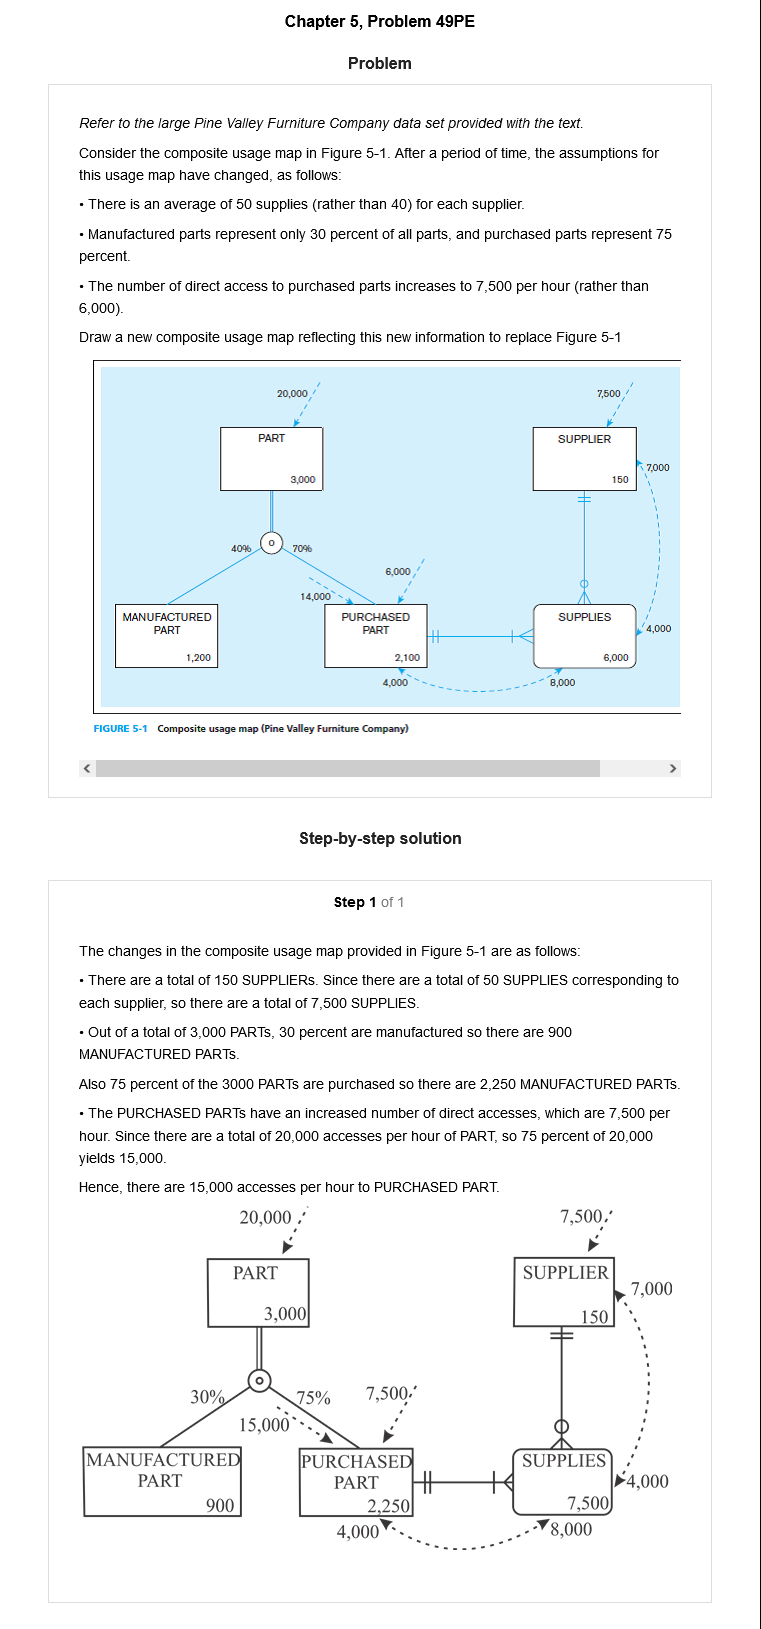 Chapter 5, Problem 49PE
Problem
Refer to the large Pine Valley Furniture Company data set provided with the text.
Consider the composite usage map in Figure 5-1. After a period of time, the assumptions for
this usage map have changed, as follows:
• There is an average of 50 supplies (rather than 40) for each supplier.
• Manufactured parts represent only 30 percent of all parts, and purchased parts represent 75
percent.
• The number of direct access to purchased parts increases to 7,500 per hour (rather than
6,000).
Draw a new composite usage map reflecting this new information to replace Figure 5-1
20,000
7,500
PART
SUPPLIER
7,000
3,000
150
O
40%
70%
6,000
14,000
MANUFACTURED
PART
PURCHASED
PART
SUPPLIES
4,000
1,200
2,100
6,000
4,000
8,000
FIGURE 5-1 Composite usage map (Pine Valley Furniture Company)
Step-by-step solution
Step 1 of 1
The changes in the composite usage map provided in Figure 5-1 are as follows:
• There are a total of 150 SUPPLIERs. Since there are a total of 50 SUPPLIES corresponding to
each supplier, so there are a total of 7,500 SUPPLIES.
• Out of a total of 3,000 PARTs, 30 percent are manufactured so there are 900
MANUFACTURED PARTs.
Also 75 percent of the 3000 PARTs are purchased so there are 2,250 MANUFACTURED PARTs.
• The PURCHASED PARTs have an increased number of direct accesses, which are 7,500 per
hour. Since there are a total of 20,000 accesses per hour of PART, so 75 percent of 20,000
yields 15,000.
Hence, there are 15,000 accesses per hour to PURCHASED PART.
20,000
7,500
PART
SUPPLIER
7,000
3,000
150
o
30%
75%
7,500
15,000
MANUFACTURED
PART
PURCHASED
PART
SUPPLIES
4,000
900
2,250
7,500
4,000
8,000